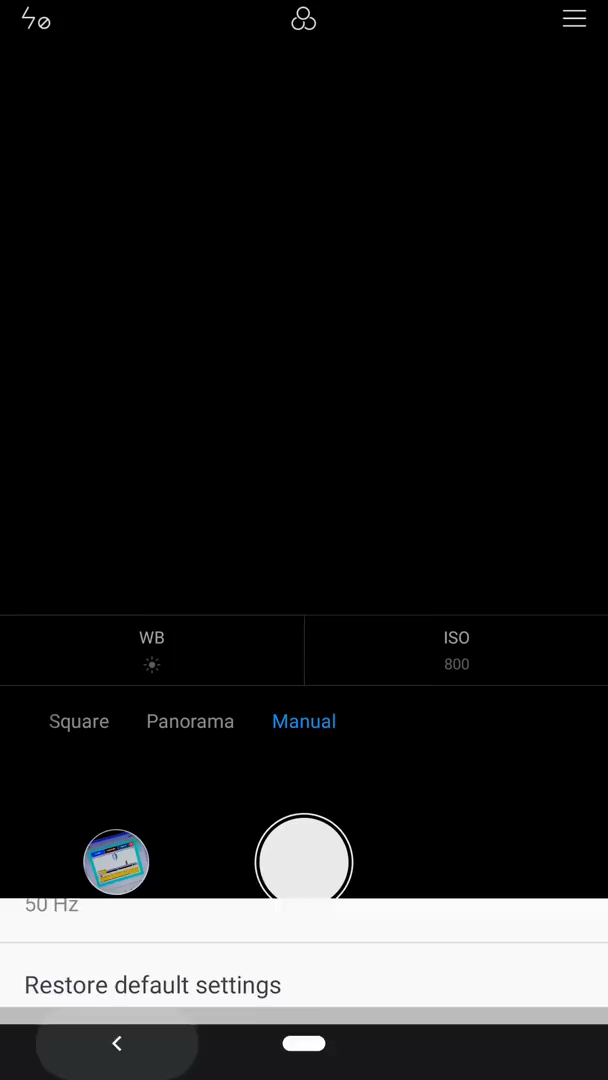 WB
ISO
800
Square
Panorama
Manual
50 Hz
Restore default settings